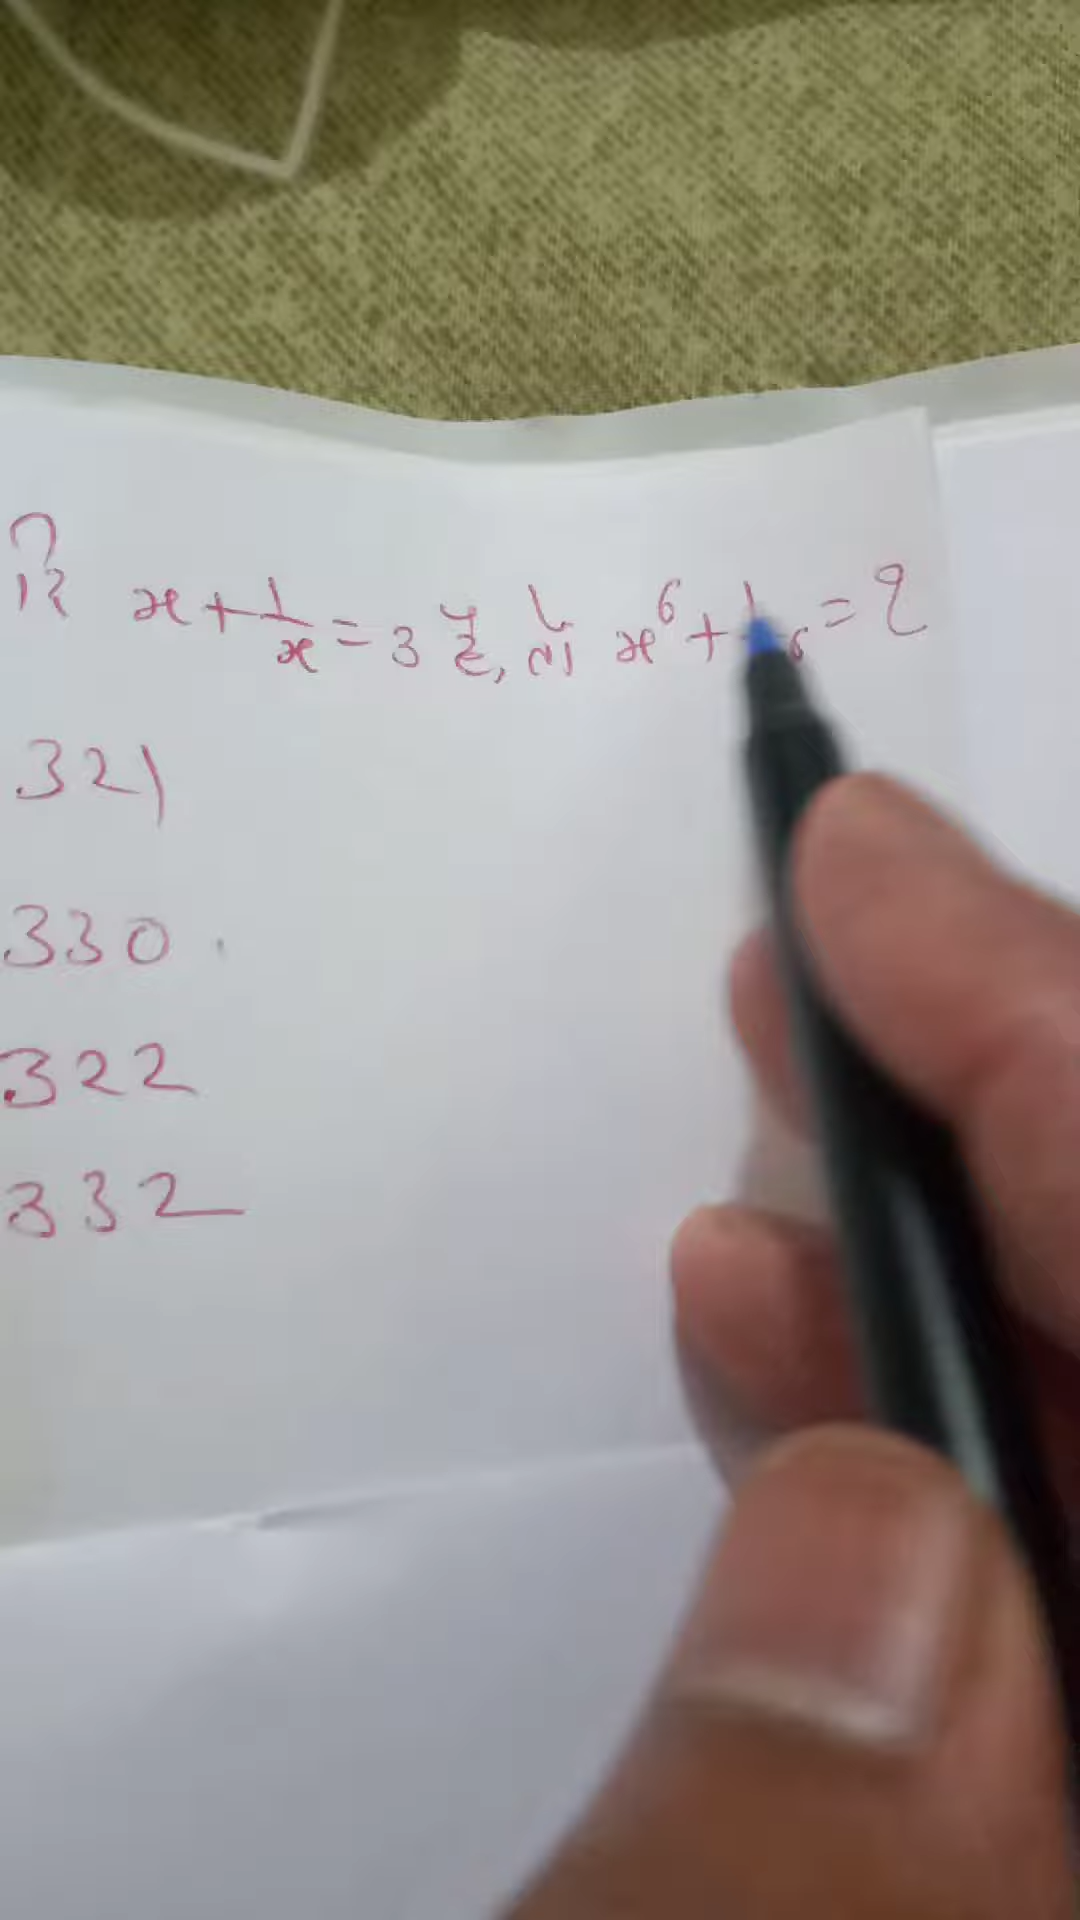 यदि x + 1/x = 3 है, तो x⁶ + 1/x⁶ = ?
321
330
322
332